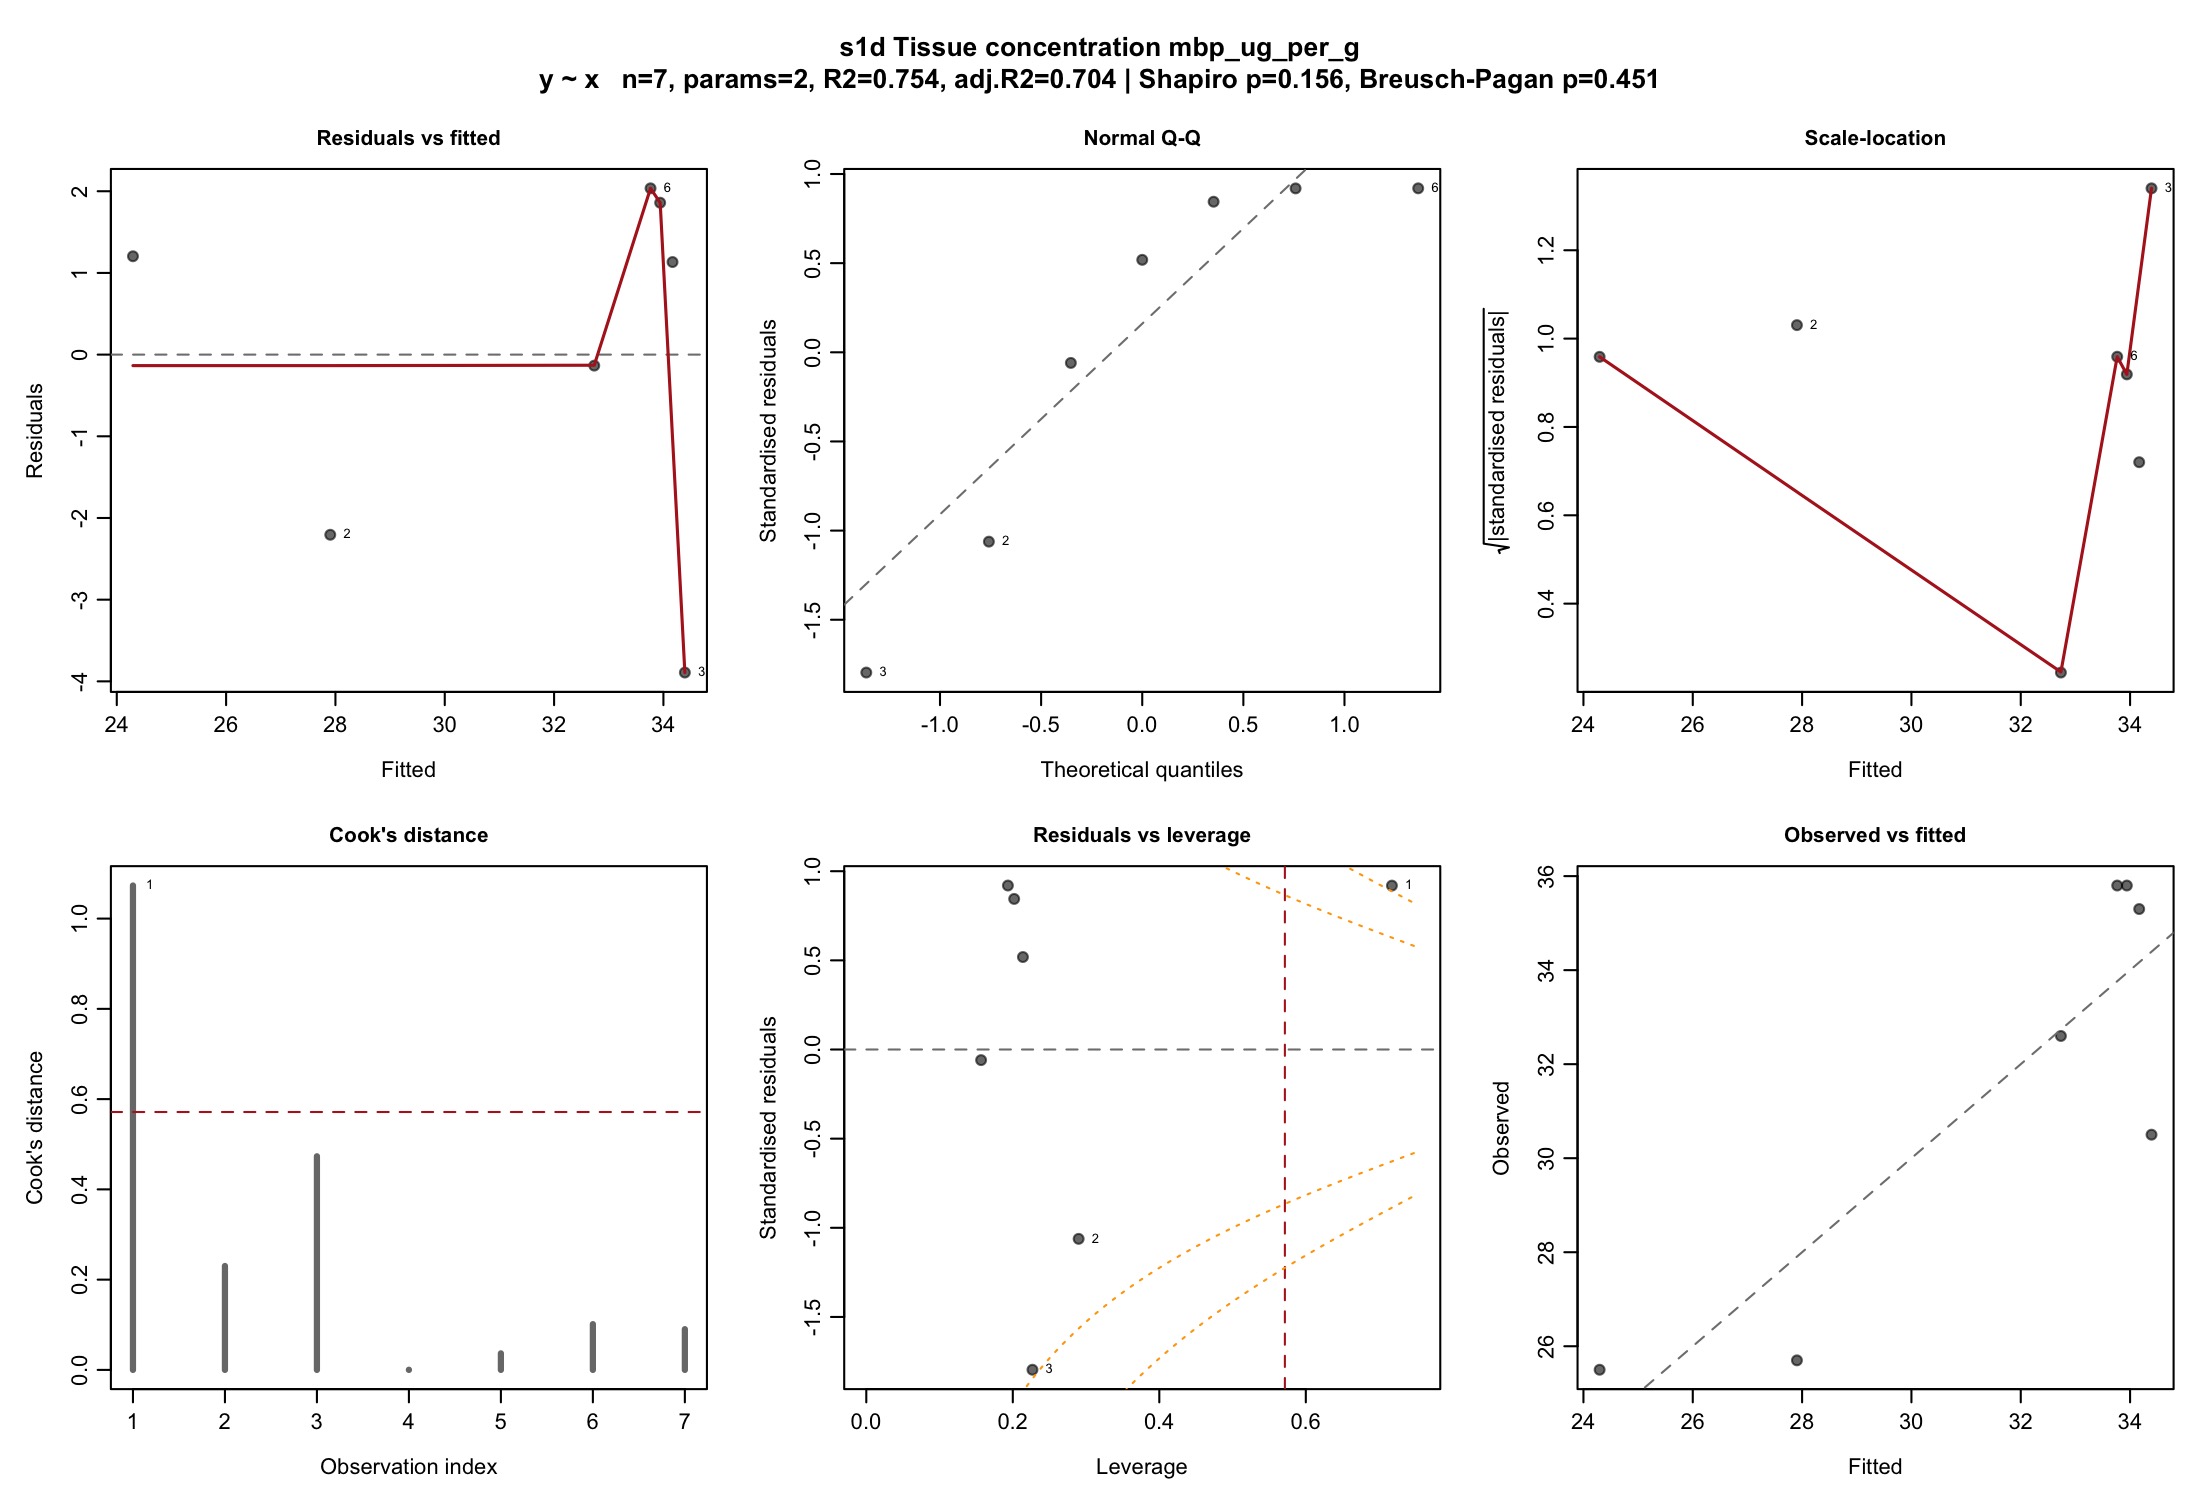 s1d Tissue concentration mbp_ug_per_g
y ~ x   n=7, params=2, R2=0.754, adj.R2=0.704 | Shapiro p=0.156, Breusch-Pagan p=0.451
Residuals vs fitted
Residuals
2
1
0
-1
-2
-3
-4
6
2
3
24 26 28 30 32 34
Fitted
Normal Q-Q
Standardised residuals
1.0
0.5
0.0
-0.5
-1.0
-1.5
6
2
3
-1.0 -0.5 0.0 0.5 1.0
Theoretical quantiles
Scale-location
√|standardised residuals|
1.2
1.0
0.8
0.6
0.4
3
2
6
24 26 28 30 32 34
Fitted
Cook's distance
Cook's distance
1.0
0.8
0.6
0.4
0.2
0.0
1
1 2 3 4 5 6 7
Observation index
Residuals vs leverage
Standardised residuals
1.0
0.5
0.0
-0.5
-1.0
-1.5
1
2
3
0.0 0.2 0.4 0.6
Leverage
Observed vs fitted
Observed
36
34
32
30
28
26
24 26 28 30 32 34
Fitted